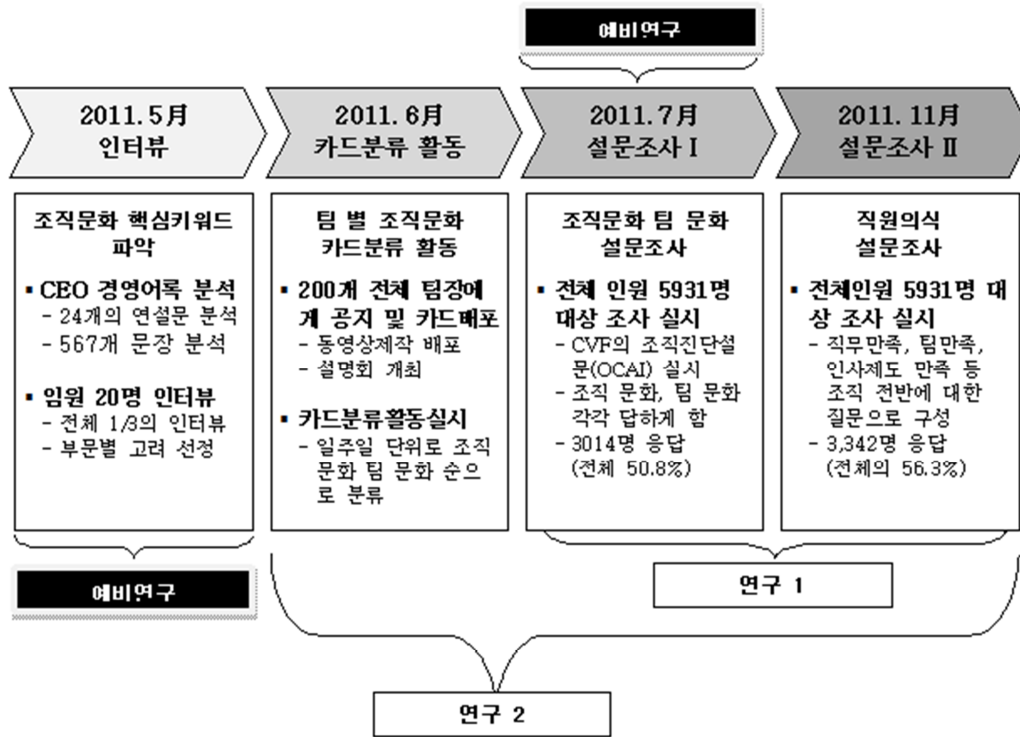 예비연구
2011.5月
인터뷰
2011.6月
카드분류 활동
2011.7月
설문조사 I
2011.11月
설문조사 II
조직문화 핵심키워드
파악
▪ CEO 경영어록 분석
- 24개의 연설문 분석
- 567개 문장 분석
▪ 임원 20명 인터뷰
- 전체 1/3의 인터뷰
- 부문별 고려 선정
팀 별 조직문화
카드분류 활동
▪ 200개 전체 팀장에
게 공지 및 카드배포
- 동영상제작 배포
- 설명회 개최
▪ 카드분류활동실시
- 일주일 단위로 조직
문화 팀 문화 순으
로 분류
조직문화 팀 문화
설문조사
▪ 전체 인원 5931명
대상 조사 실시
- CVF의 조직진단설
문(OCAI) 실시
- 조직 문화, 팀 문화
각각 답하게 함
- 3014명 응답
(전체 50.8%)
직원의식
설문조사
▪ 전체인원 5931명 대
상 조사 실시
- 직무만족, 팀만족,
인사제도 만족 등
조직 전반에 대한
질문으로 구성
- 3,342명 응답
(전체의 56.3%)
예비연구
연구 1
연구 2